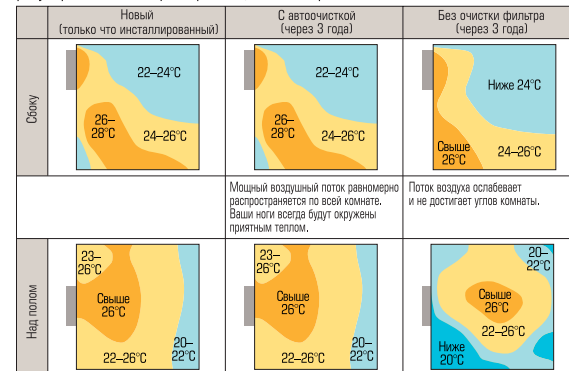 Новый
(только что инсталлированный)
С автоочисткой
(через 3 года)
Без очистки фильтра
(через 3 года)
Сбоку
22–24°C
26–
28°C
24–26°C
22–24°C
26–
28°C
24–26°C
Ниже 24°C
Свыше
26°C
24–26°C
Мощный воздушный поток равномерно
распространяется по всей комнате.
Ваши ноги всегда будут окружены
приятным теплом.
Поток воздуха ослабевает
и не достигает углов комнаты.
Над полом
23–
26°C
Свыше
26°C
22–26°C
20–
22°C
23–
26°C
Свыше
26°C
22–26°C
20–
22°C
20–
22°C
Свыше
26°C
22–26°C
Ниже
20°C